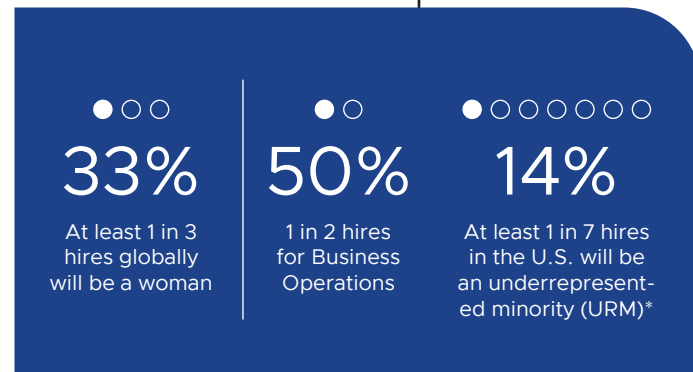 33%
At least 1 in 3
hires globally
will be a woman
50%
1 in 2 hires
for Business
Operations
14%
At least 1 in 7 hires
in the U.S. will be
an underrepresent-
ed minority (URM)*